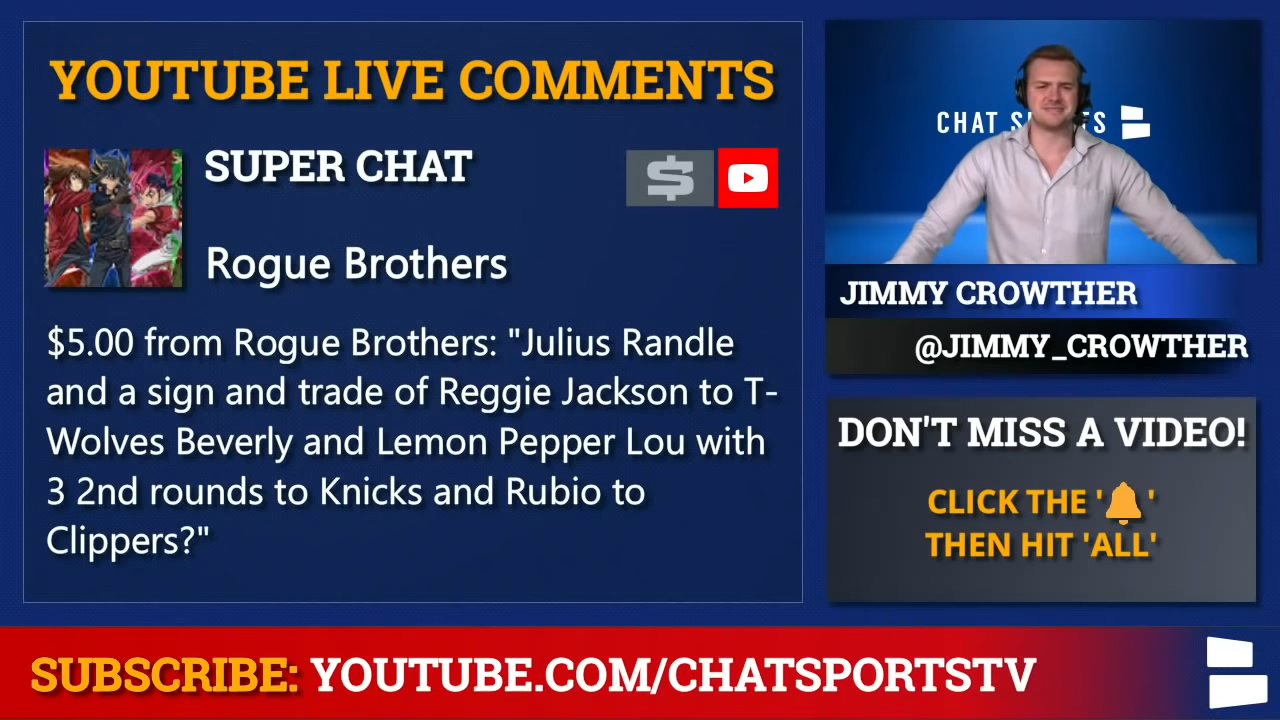 YOUTUBE LIVE COMMENTS
SUPER CHAT
$
Rogue Brothers
$5.00 from Rogue Brothers: "Julius Randle
and a sign and trade of Reggie Jackson to T-
Wolves Beverly and Lemon Pepper Lou with
3 2nd rounds to Knicks and Rubio to
Clippers?"
CHAT SPORTS
JIMMY CROWTHER
@JIMMY_CROWTHER
DON'T MISS A VIDEO!
CLICK THE ' '
THEN HIT 'ALL'
SUBSCRIBE: YOUTUBE.COM/CHATSPORTSTV